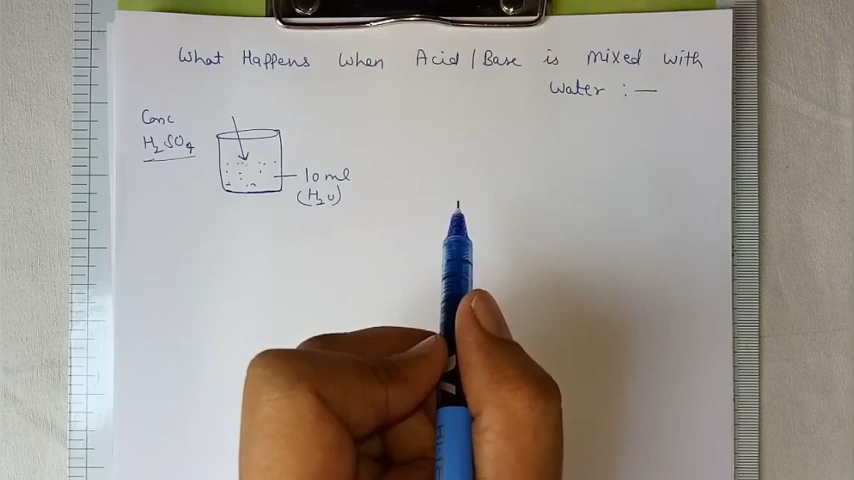 What Happens When Acid / Base is mixed with
water : —
Conc
H₂SO₄
10 ml
(H₂O)